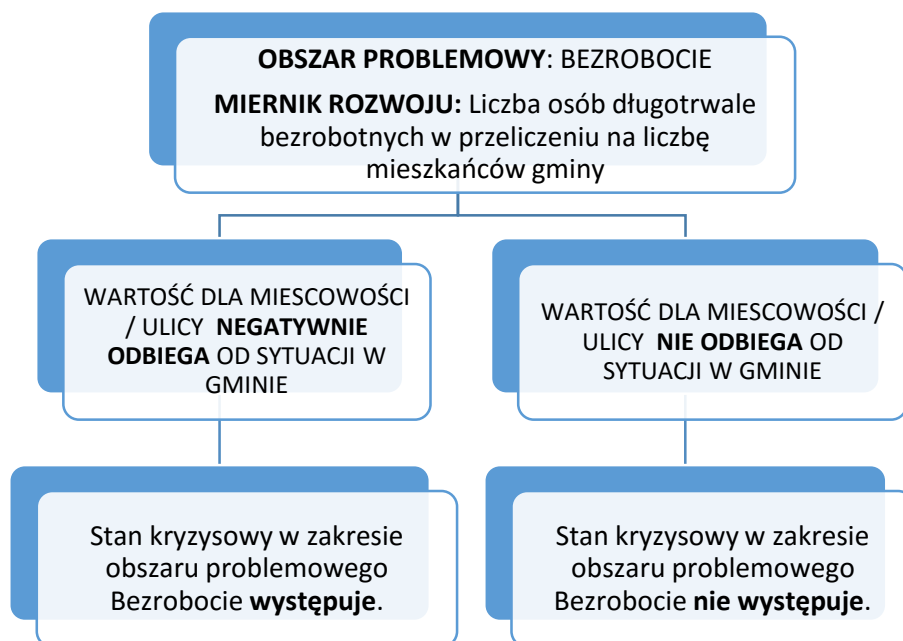 OBSZAR PROBLEMOWY: BEZROBOCIE
MIERNIK ROZWOJU: Liczba osób długotrwale
bezrobotnych w przeliczeniu na liczbę
mieszkańców gminy
WARTOŚĆ DLA MIESCOWOŚCI
/ ULICY NEGATYWNIE
ODBIEGA OD SYTUACJI W
GMINIE
WARTOŚĆ DLA MIESCOWOŚCI /
ULICY NIE ODBIEGA OD
SYTUACJI W GMINIE
Stan kryzysowy w zakresie
obszaru problemowego
Bezrobocie występuje.
Stan kryzysowy w zakresie
obszaru problemowego
Bezrobocie nie występuje.